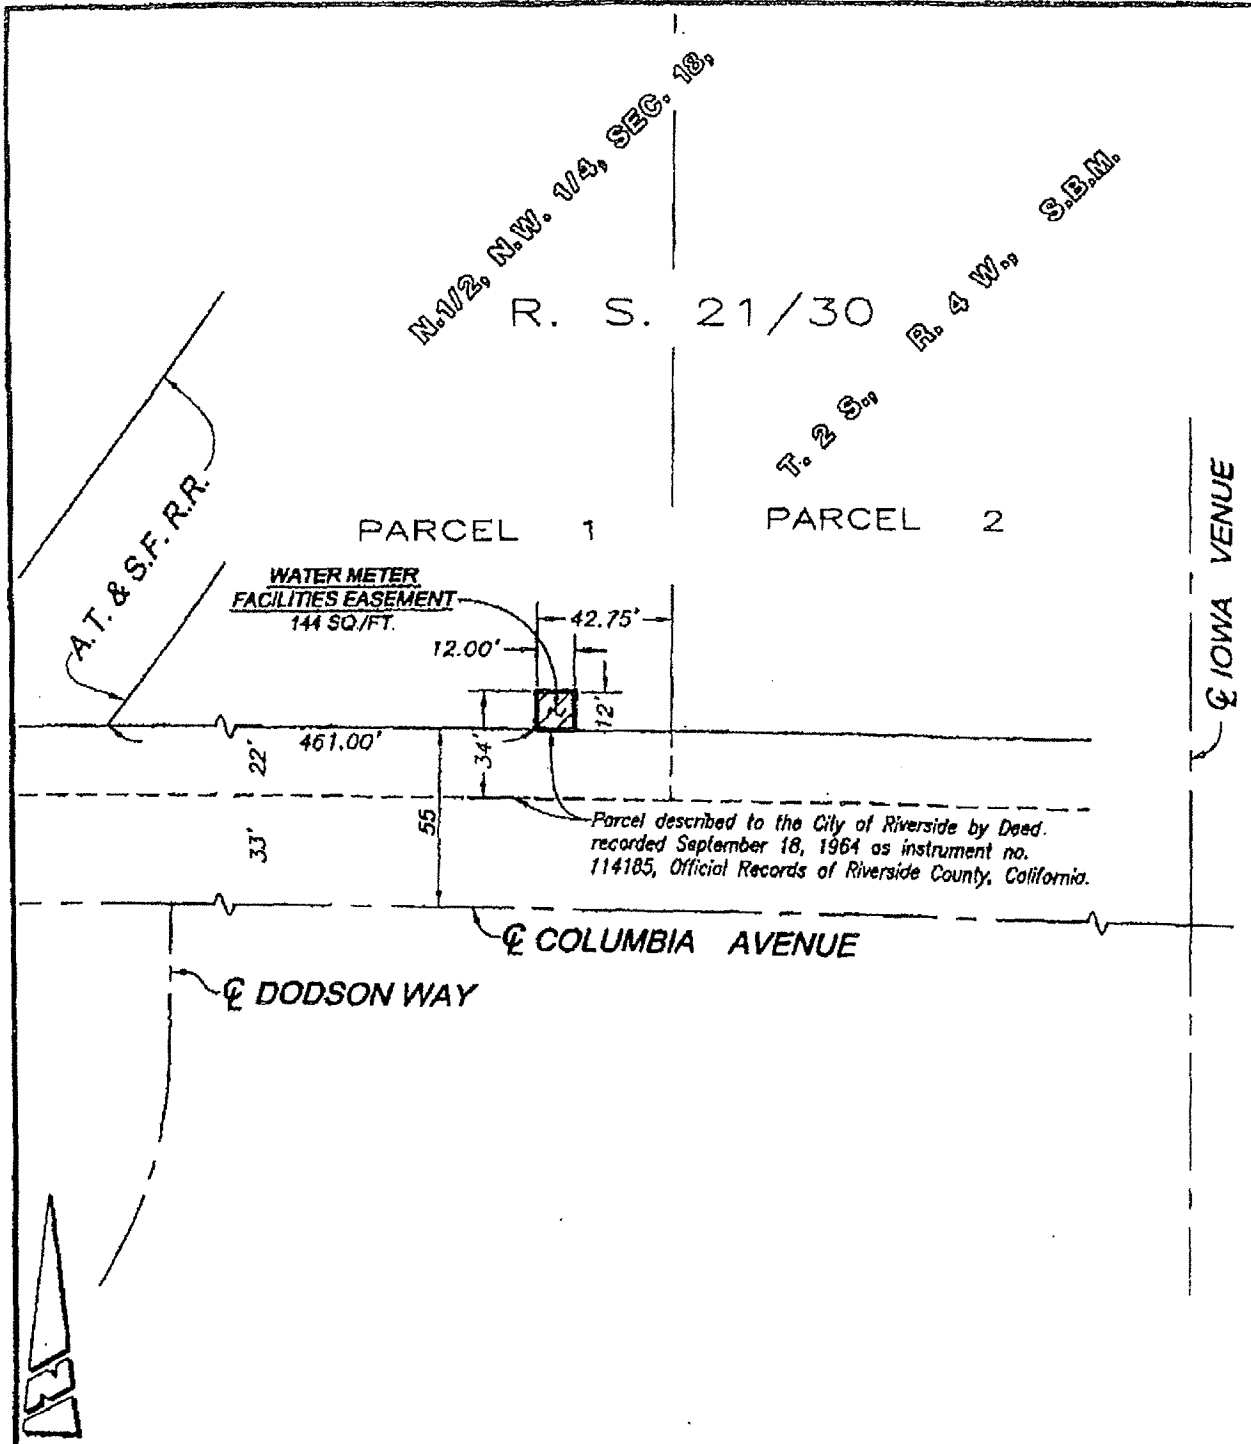 N.1/2, N.W. 1/4, SEC. 18,
T. 2 S., R. 4 W., S.B.M.
R. S. 21/30
A.T. & S.F. R.R.
PARCEL 1
PARCEL 2
WATER METER
FACILITIES EASEMENT
144 SQ./FT.
42.75'
12.00'
12'
34'
461.00'
22'
55
33'
Parcel described to the City of Riverside by Deed.
recorded September 18, 1964 as instrument no.
114185, Official Records of Riverside County, California.
℄ COLUMBIA AVENUE
℄ DODSON WAY
℄ IOWA VENUE
N